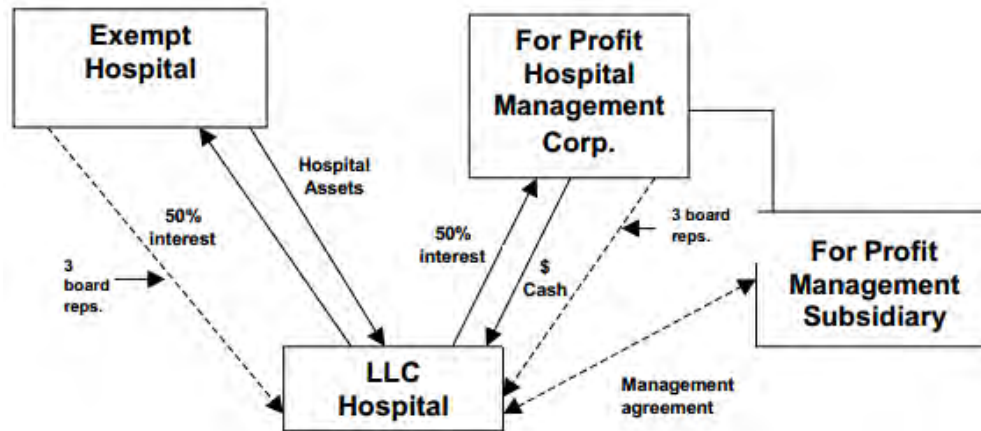 Exempt
Hospital
For Profit
Hospital
Management
Corp.
Hospital
Assets
50%
interest
3
board
reps.
50%
interest
$
Cash
3 board
reps.
For Profit
Management
Subsidiary
LLC
Hospital
Management
agreement